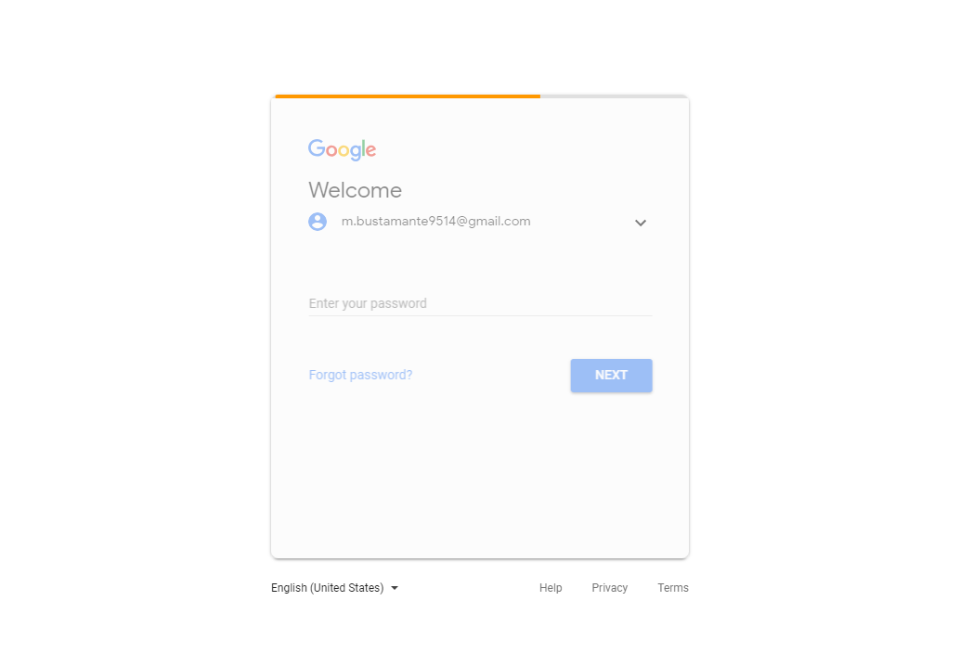 Google
Welcome
m.bustamante9514@gmail.com
Enter your password
Forgot password?
NEXT
English (United States)
Help
Privacy
Terms